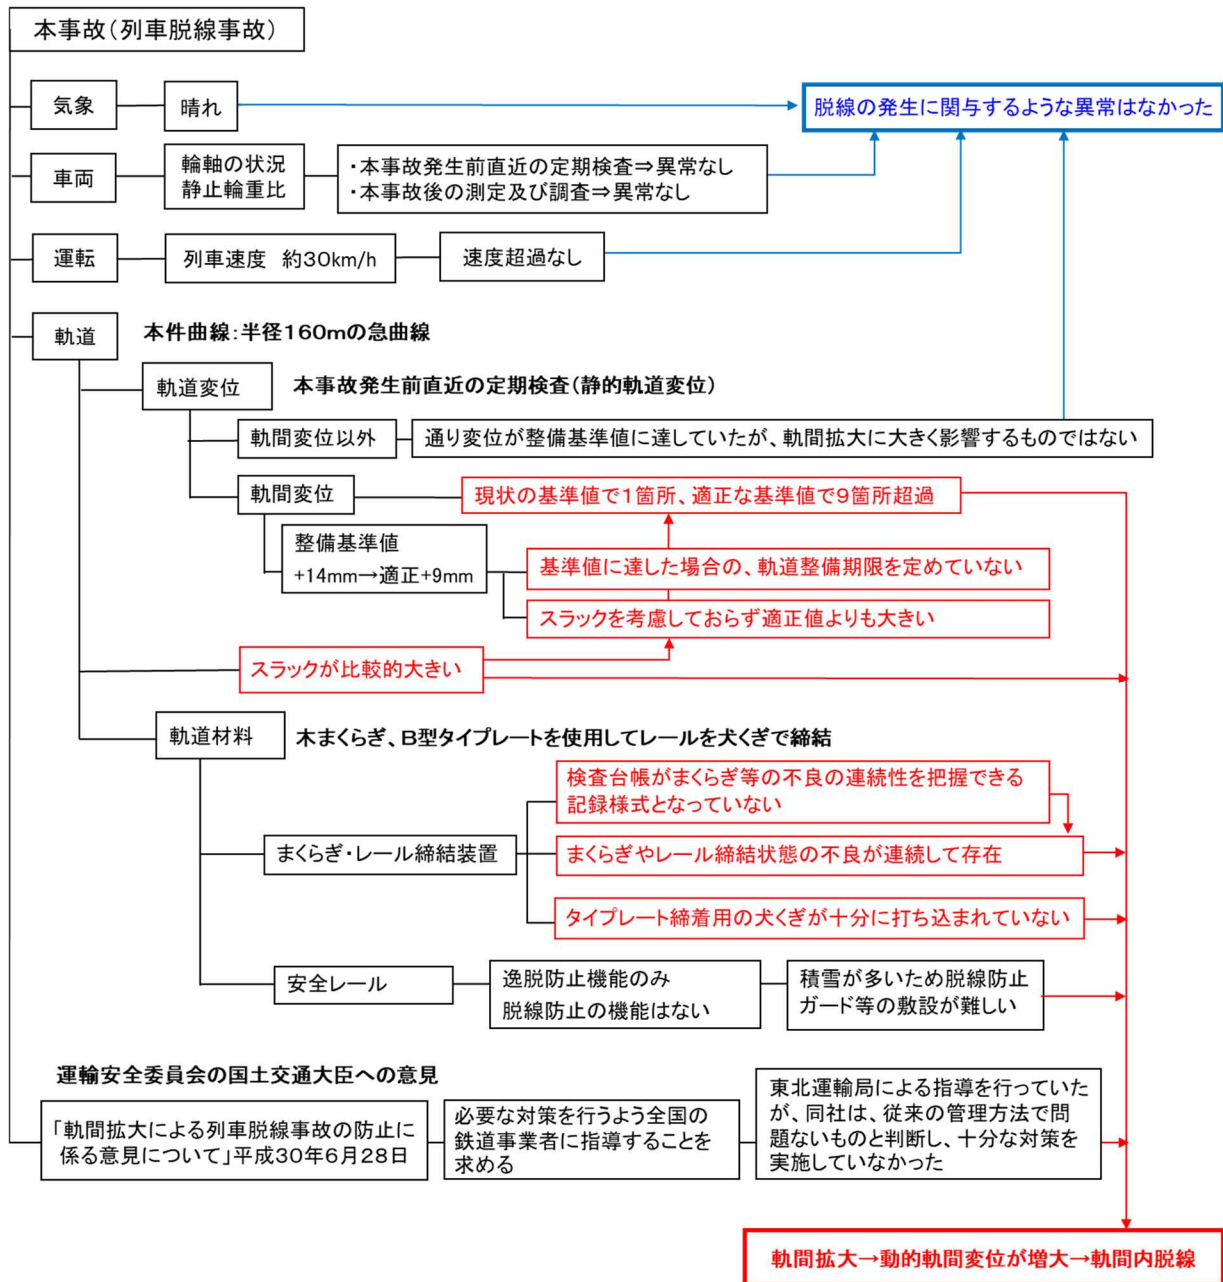 本事故(列車脱線事故)
気象
晴れ
脱線の発生に関与するような異常はなかった
車両
輪軸の状況
静止輪重比
・本事故発生前直近の定期検査⇒異常なし
・本事故後の測定及び調査⇒異常なし
運転
列車速度 約30km/h
速度超過なし
軌道
本件曲線:半径160mの急曲線
軌道変位
本事故発生前直近の定期検査(静的軌道変位)
軌間変位以外
通り変位が整備基準値に達していたが、軌間拡大に大きく影響するものではない
軌間変位
現状の基準値で1箇所、適正な基準値で9箇所超過
整備基準値
+14mm→適正+9mm
基準値に達した場合の、軌道整備期限を定めていない
スラックを考慮しておらず適正値よりも大きい
スラックが比較的大きい
軌道材料
木まくらぎ、B型タイプレートを使用してレールを犬くぎで締結
検査台帳がまくらぎ等の不良の連続性を把握できる
記録様式となっていない
まくらぎ・レール締結装置
まくらぎやレール締結状態の不良が連続して存在
タイプレート締着用の犬くぎが十分に打ち込まれていない
安全レール
逸脱防止機能のみ
脱線防止の機能はない
積雪が多いため脱線防止
ガード等の敷設が難しい
運輸安全委員会の国土交通大臣への意見
「軌間拡大による列車脱線事故の防止に
係る意見について」平成30年6月28日
必要な対策を行うよう全国の
鉄道事業者に指導することを
求める
東北運輸局による指導を行っていた
が、同社は、従来の管理方法で問
題ないものと判断し、十分な対策を
実施していなかった
軌間拡大→動的軌間変位が増大→軌間内脱線